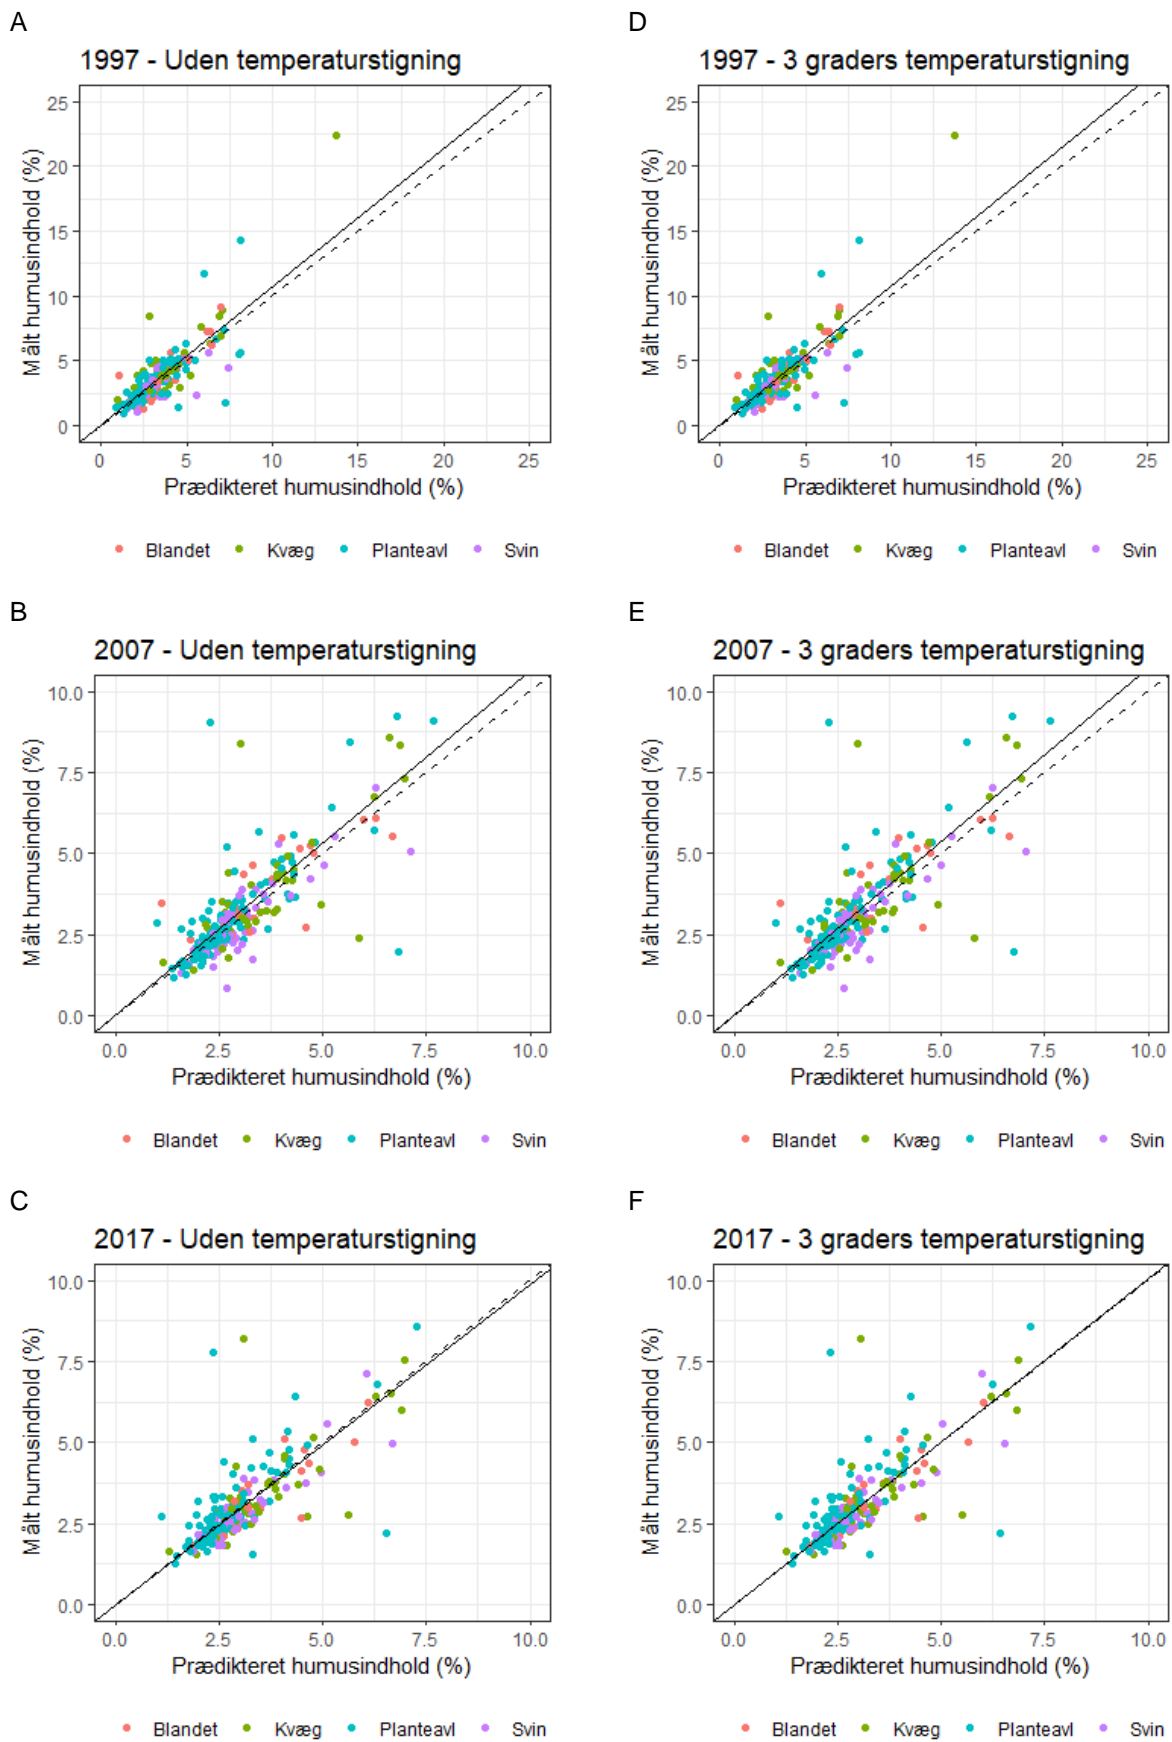 A
1997 - Uden temperaturstigning
25
20
15
10
5
0
Målt humusindhold (%)
0 5 10 15 20 25
Prædikteret humusindhold (%)
Blandet Kvæg Planteavl Svin
D
1997 - 3 graders temperaturstigning
25
20
15
10
5
0
Målt humusindhold (%)
0 5 10 15 20 25
Prædikteret humusindhold (%)
Blandet Kvæg Planteavl Svin
B
2007 - Uden temperaturstigning
10.0
7.5
5.0
2.5
0.0
Målt humusindhold (%)
0.0 2.5 5.0 7.5 10.0
Prædikteret humusindhold (%)
Blandet Kvæg Planteavl Svin
E
2007 - 3 graders temperaturstigning
10.0
7.5
5.0
2.5
0.0
Målt humusindhold (%)
0.0 2.5 5.0 7.5 10.0
Prædikteret humusindhold (%)
Blandet Kvæg Planteavl Svin
C
2017 - Uden temperaturstigning
10.0
7.5
5.0
2.5
0.0
Målt humusindhold (%)
0.0 2.5 5.0 7.5 10.0
Prædikteret humusindhold (%)
Blandet Kvæg Planteavl Svin
F
2017 - 3 graders temperaturstigning
10.0
7.5
5.0
2.5
0.0
Målt humusindhold (%)
0.0 2.5 5.0 7.5 10.0
Prædikteret humusindhold (%)
Blandet Kvæg Planteavl Svin